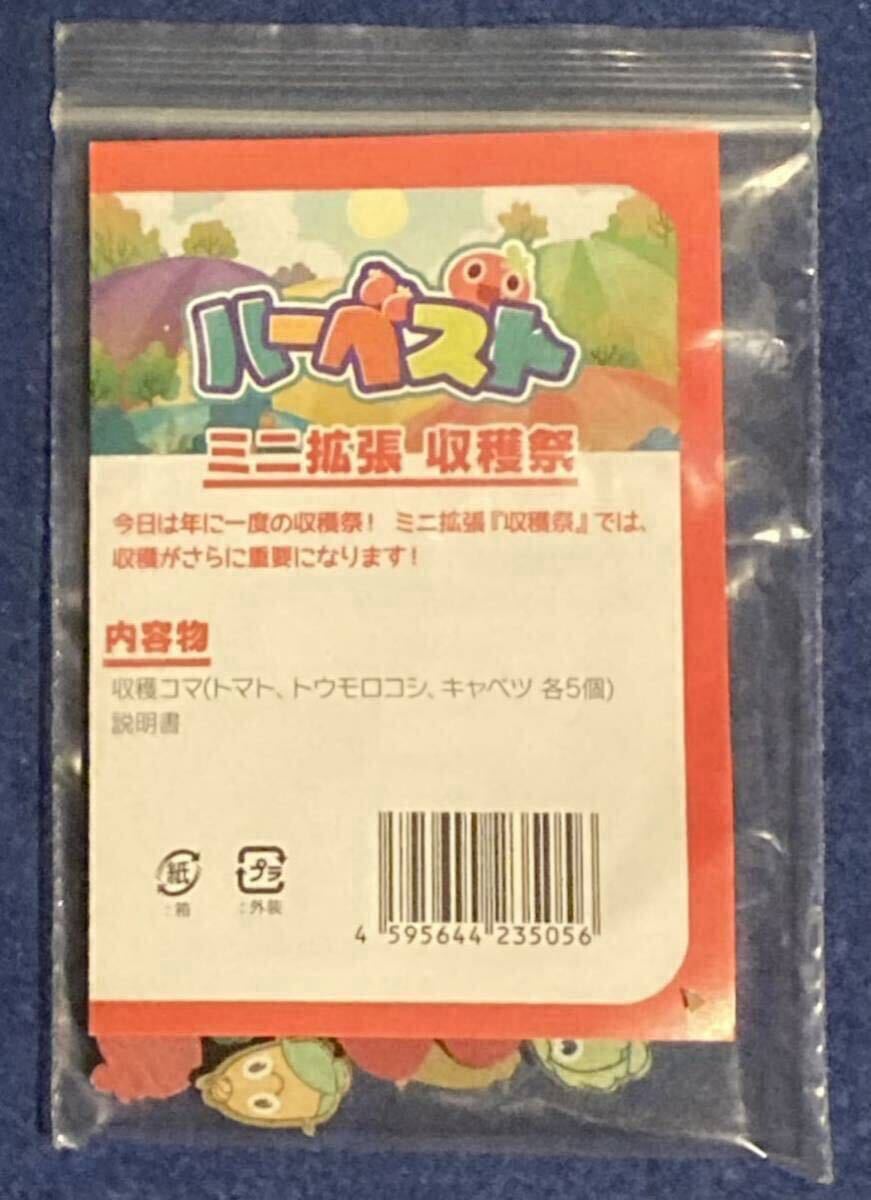 ハーベスト
ミニ拡張 収穫祭
今日は年に一度の収穫祭！ ミニ拡張『収穫祭』では、
収穫がさらに重要になります！
内容物
収穫コマ(トマト、トウモロコシ、キャベツ 各5個)
説明書
紙 プラ
:箱 :外装
4 595644 235056